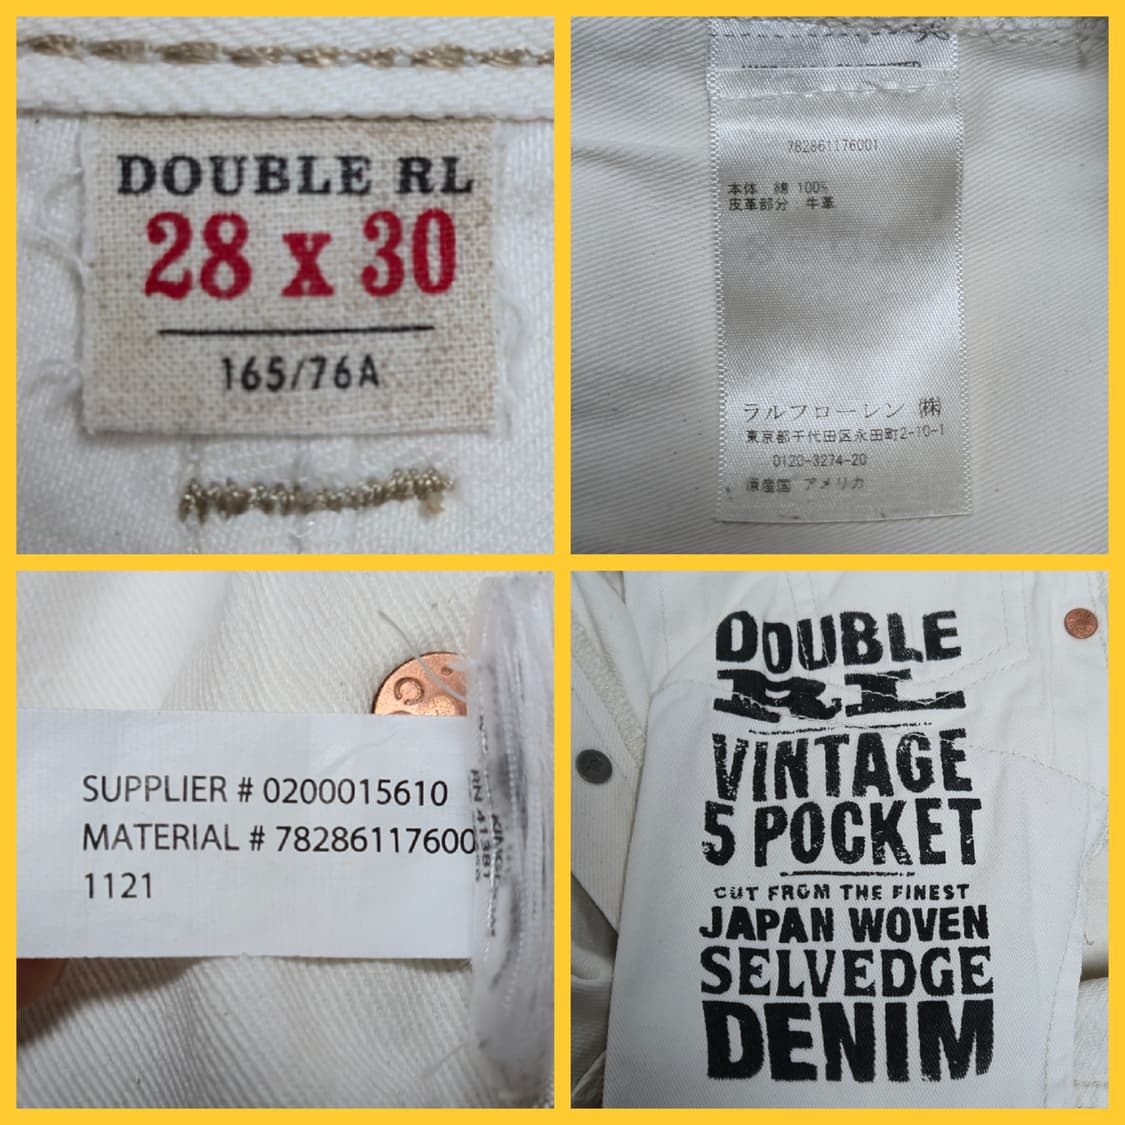 DOUBLE RL
28 x 30
165/76A
782861176001
本体 綿 100%
皮革部分 牛革
ラルフローレン ㈱
東京都千代田区永田町2-10-1
0120-3274-20
原産国 アメリカ
SUPPLIER # 0200015610
MATERIAL # 78286117600
1121
RN 41381
DOUBLE
RL
VINTAGE
5 POCKET
CUT FROM THE FINEST
JAPAN WOVEN
SELVEDGE
DENIM